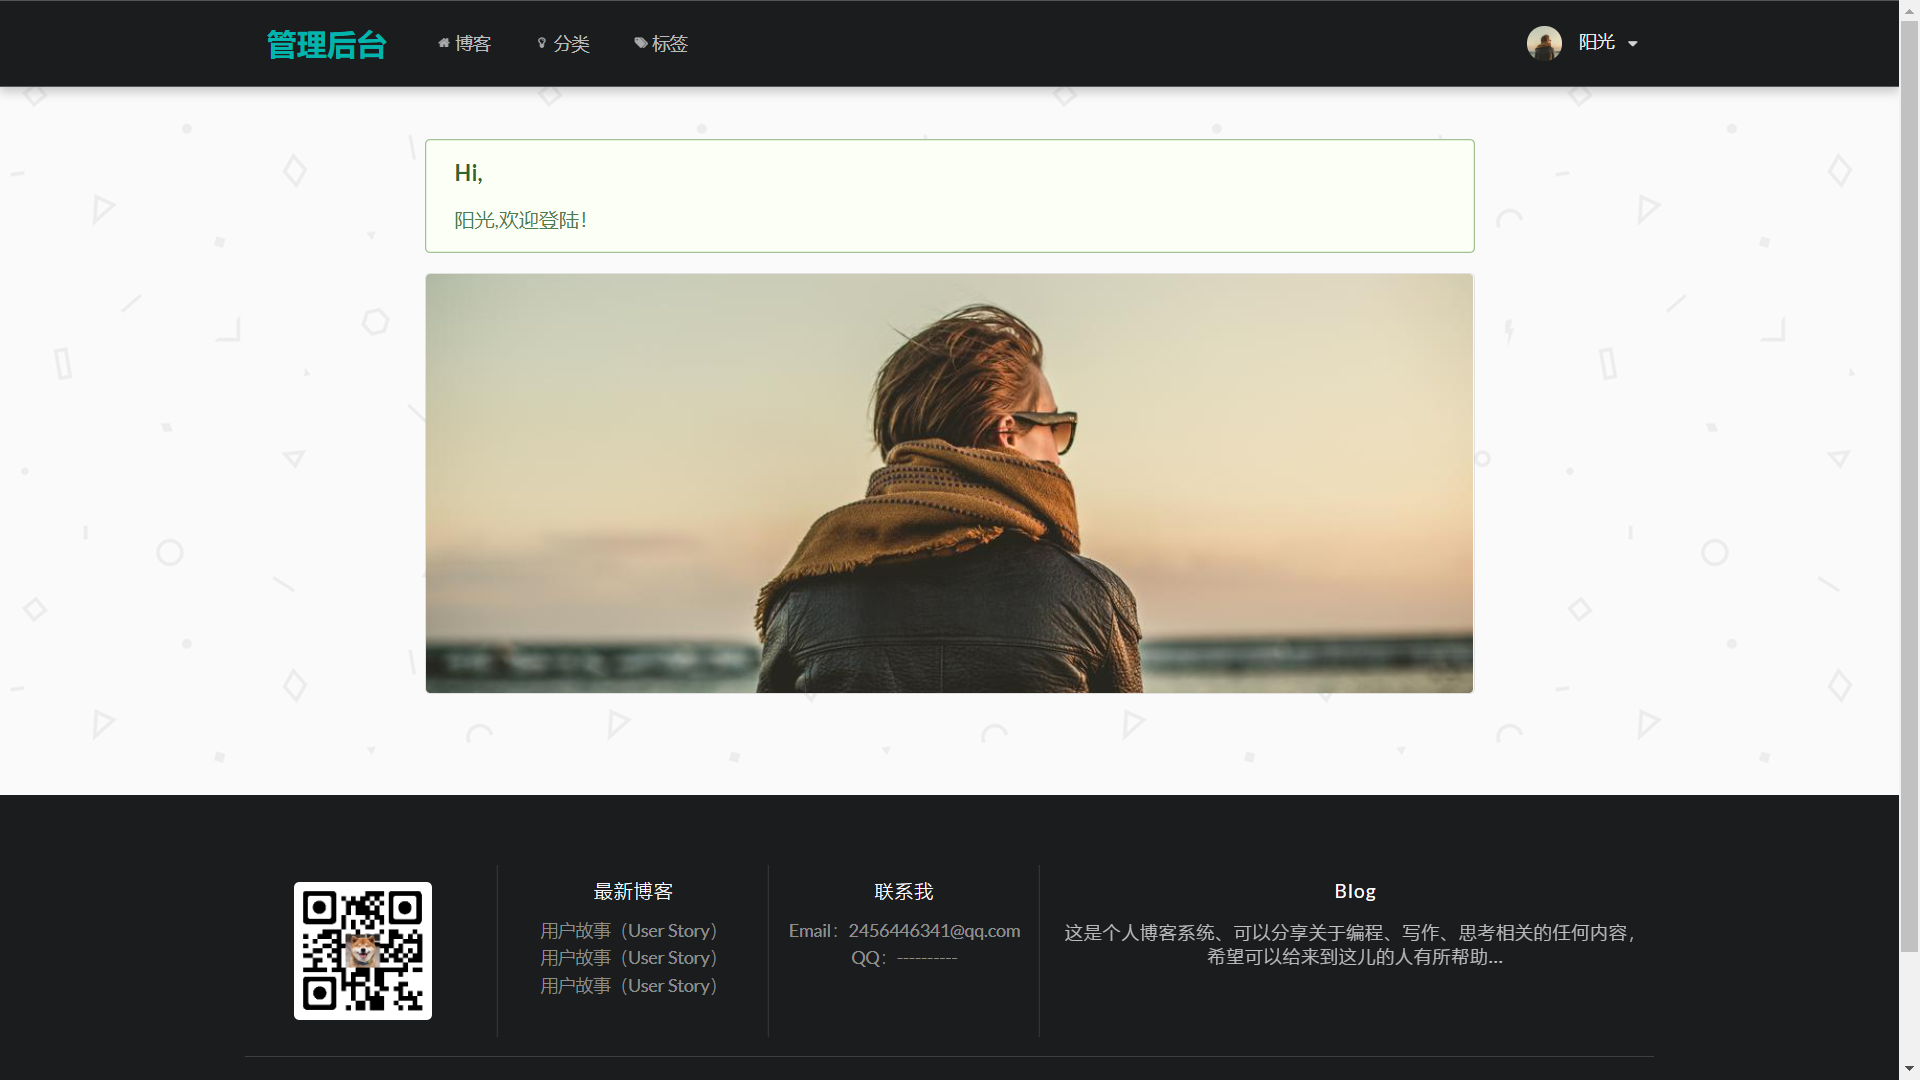 管理后台
博客
分类
标签
阳光
Hi,
阳光,欢迎登陆！
最新博客
用户故事（User Story）
用户故事（User Story）
用户故事（User Story）
联系我
Email：2456446341@qq.com
QQ：----------
Blog
这是个人博客系统、可以分享关于编程、写作、思考相关的任何内容，
希望可以给来到这儿的人有所帮助...